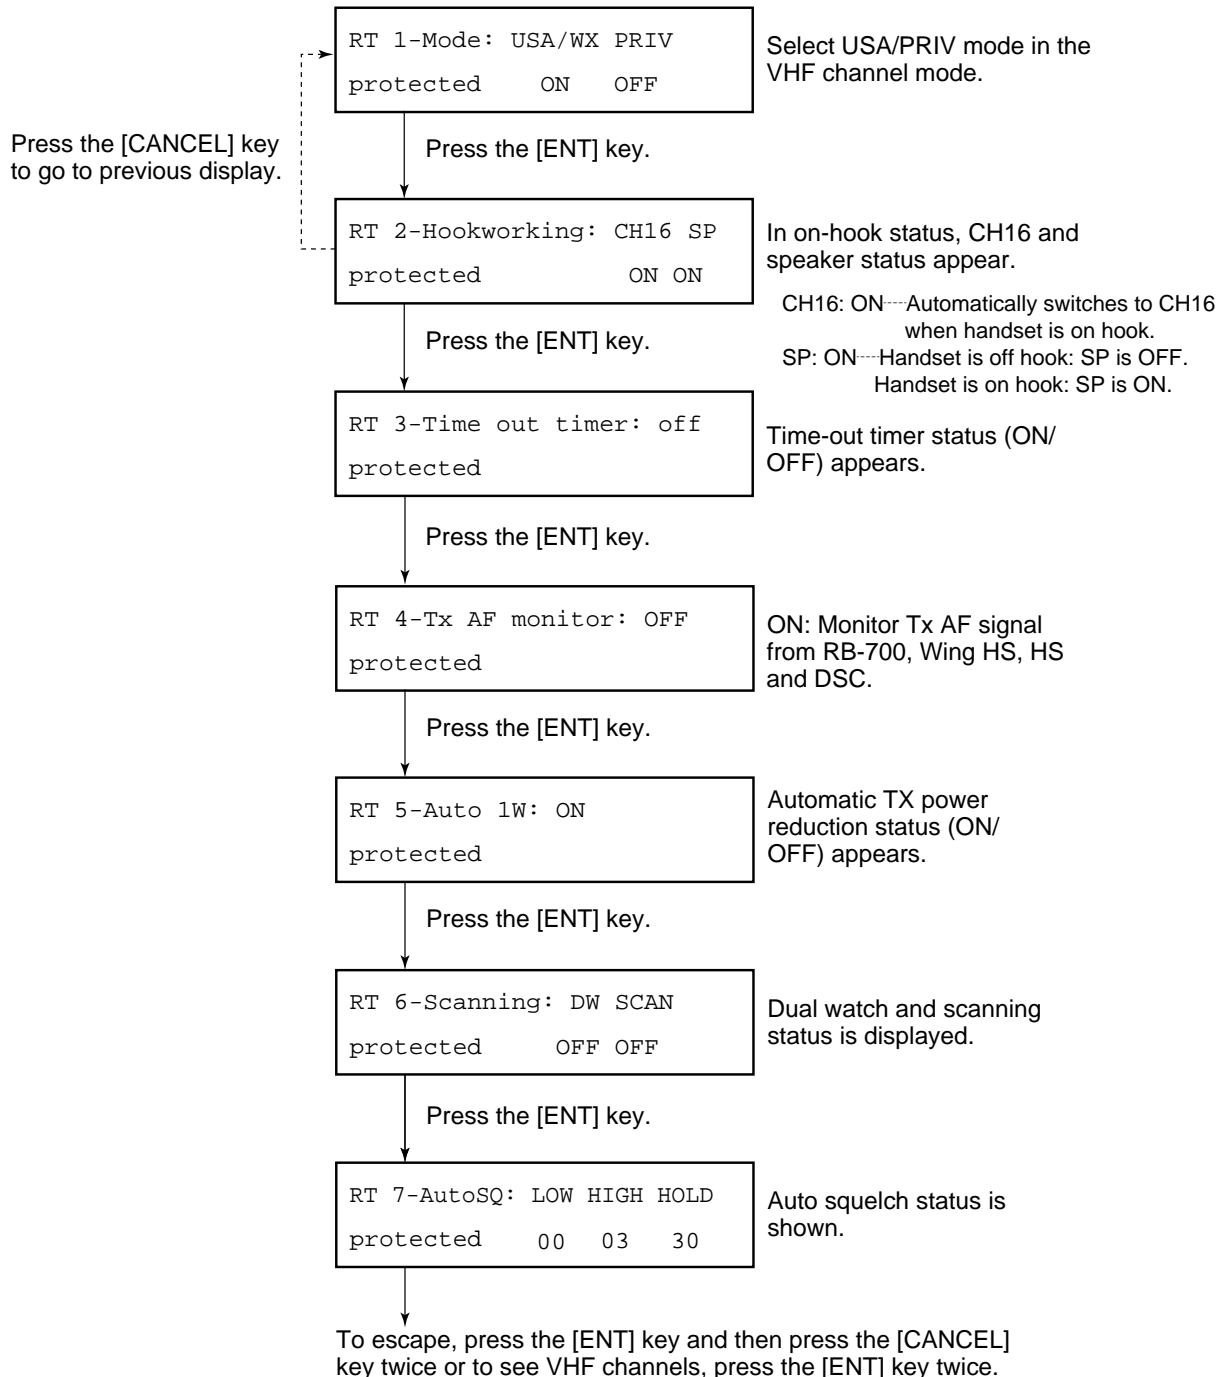 RT 1-Mode: USA/WX PRIV
protected ON OFF
Select USA/PRIV mode in the
VHF channel mode.
Press the [CANCEL] key
to go to previous display.
Press the [ENT] key.
RT 2-Hookworking: CH16 SP
protected ON ON
In on-hook status, CH16 and
speaker status appear.
CH16: ON----Automatically switches to CH16
when handset is on hook.
SP: ON----Handset is off hook: SP is OFF.
Handset is on hook: SP is ON.
Press the [ENT] key.
RT 3-Time out timer: off
protected
Time-out timer status (ON/
OFF) appears.
Press the [ENT] key.
RT 4-Tx AF monitor: OFF
protected
ON: Monitor Tx AF signal
from RB-700, Wing HS, HS
and DSC.
Press the [ENT] key.
RT 5-Auto 1W: ON
protected
Automatic TX power
reduction status (ON/
OFF) appears.
Press the [ENT] key.
RT 6-Scanning: DW SCAN
protected OFF OFF
Dual watch and scanning
status is displayed.
Press the [ENT] key.
RT 7-AutoSQ: LOW HIGH HOLD
protected 00 03 30
Auto squelch status is
shown.
To escape, press the [ENT] key and then press the [CANCEL]
key twice or to see VHF channels, press the [ENT] key twice.